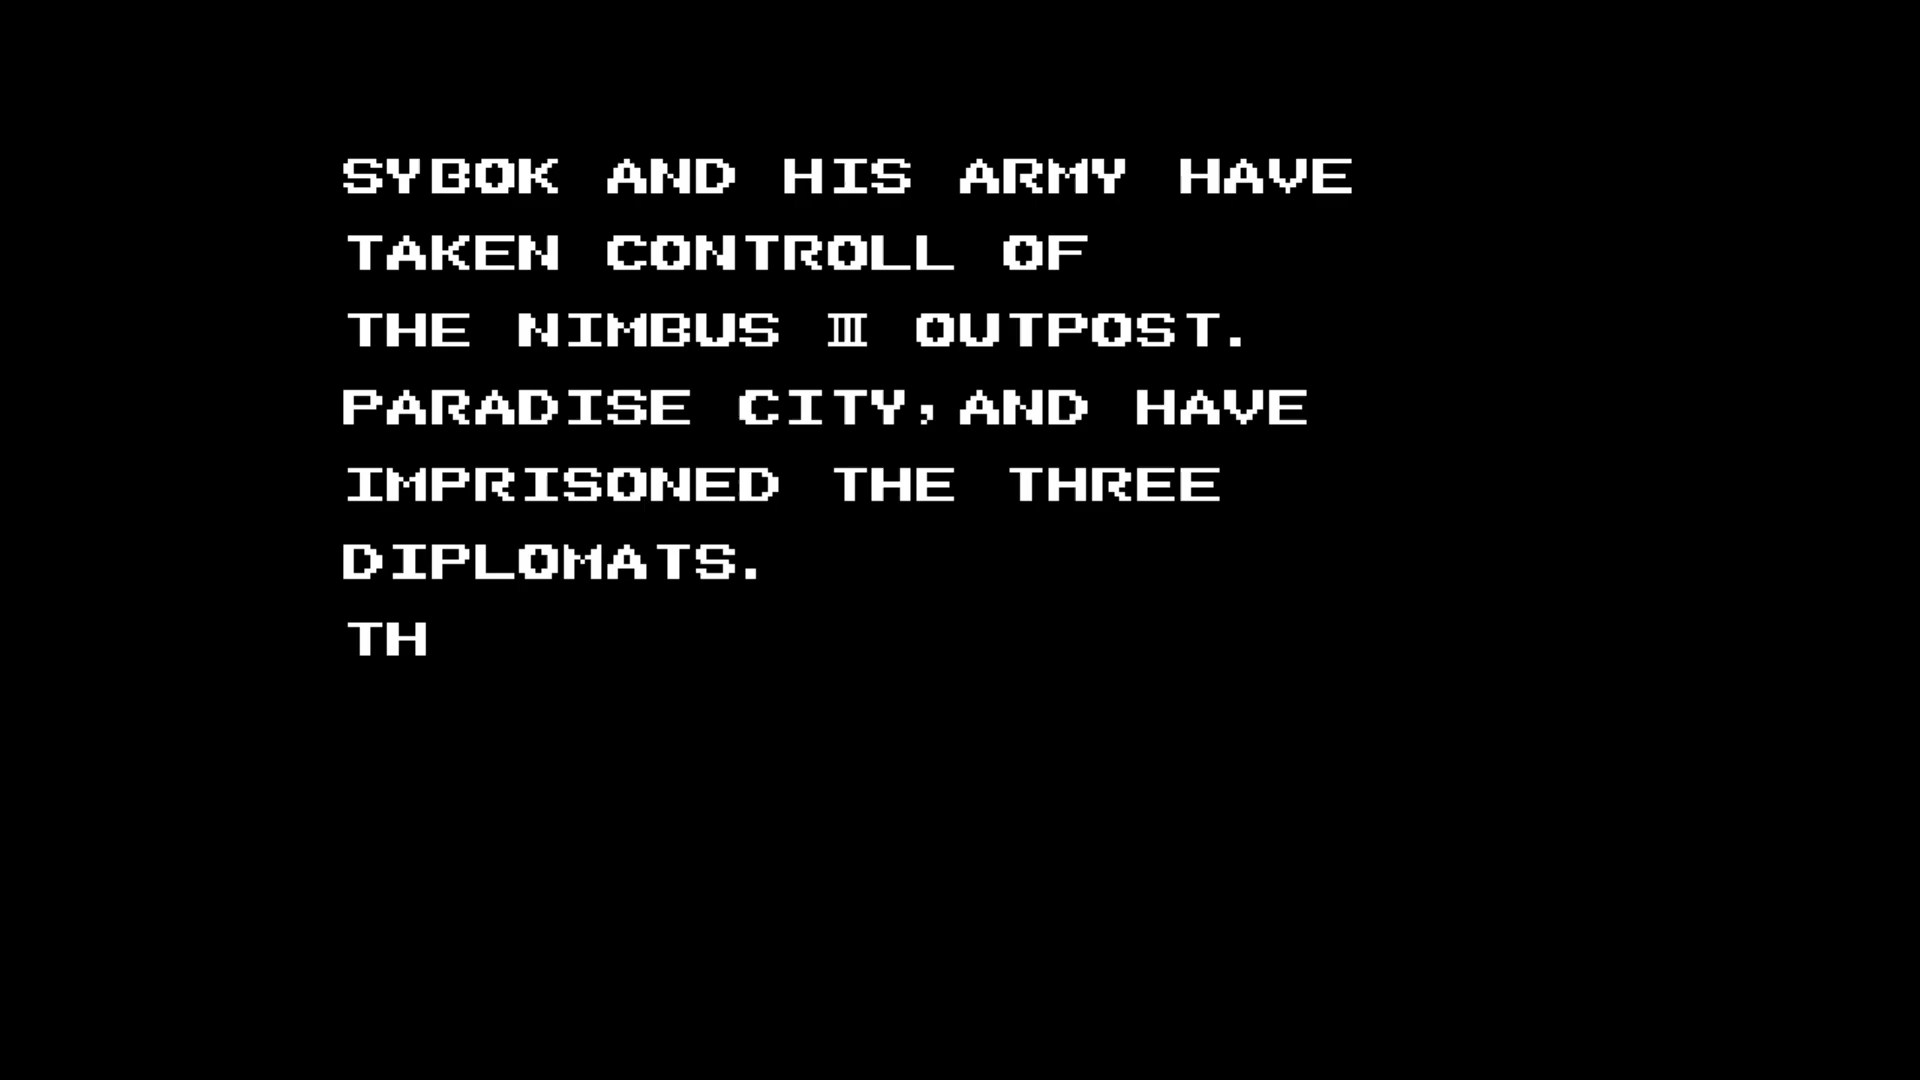 SYBOK AND HIS ARMY HAVE
TAKEN CONTROLL OF
THE NIMBUS Ⅲ OUTPOST.
PARADISE CITY,AND HAVE
IMPRISONED THE THREE
DIPLOMATS.
TH